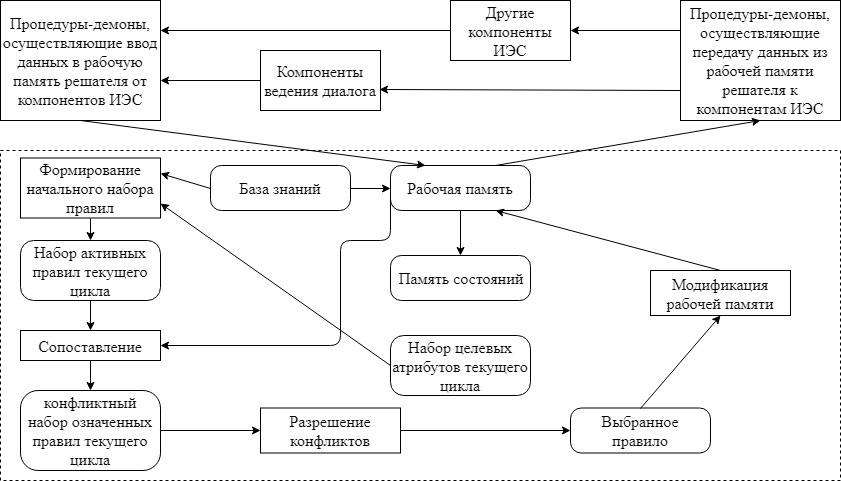 Процедуры-демоны,
осуществляющие ввод
данных в рабочую
память решателя от
компонентов ИЭС
Другие
компоненты
ИЭС
Компоненты
ведения диалога
Процедуры-демоны,
осуществляющие
передачу данных из
рабочей памяти
решателя к
компонентам ИЭС
Формирование
начального набора
правил
База знаний
Рабочая память
Набор активных
правил текущего
цикла
Память состояний
Модификация
рабочей памяти
Сопоставление
Набор целевых
атрибутов текущего
цикла
конфликтный
набор означенных
правил текущего
цикла
Разрешение
конфликтов
Выбранное
правило